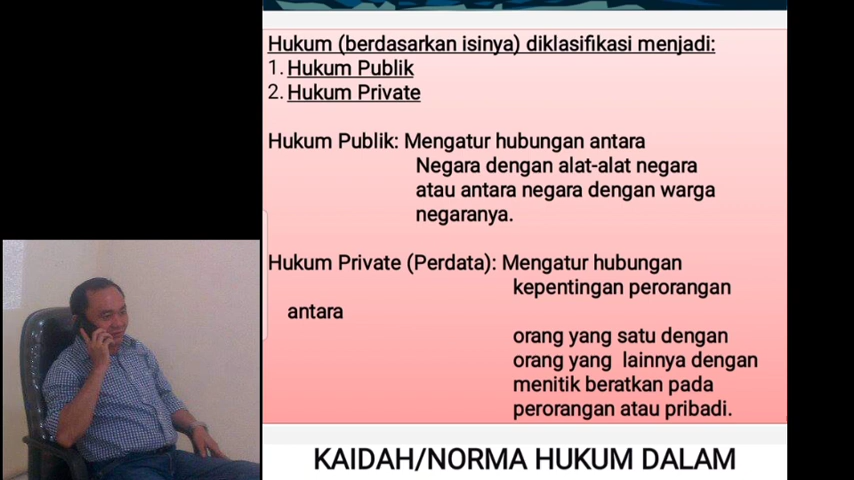 Hukum (berdasarkan isinya) diklasifikasi menjadi:
1. Hukum Publik
2. Hukum Private
Hukum Publik: Mengatur hubungan antara
Negara dengan alat-alat negara
atau antara negara dengan warga
negaranya.
Hukum Private (Perdata): Mengatur hubungan
kepentingan perorangan
antara
orang yang satu dengan
orang yang lainnya dengan
menitik beratkan pada
perorangan atau pribadi.
KAIDAH/NORMA HUKUM DALAM